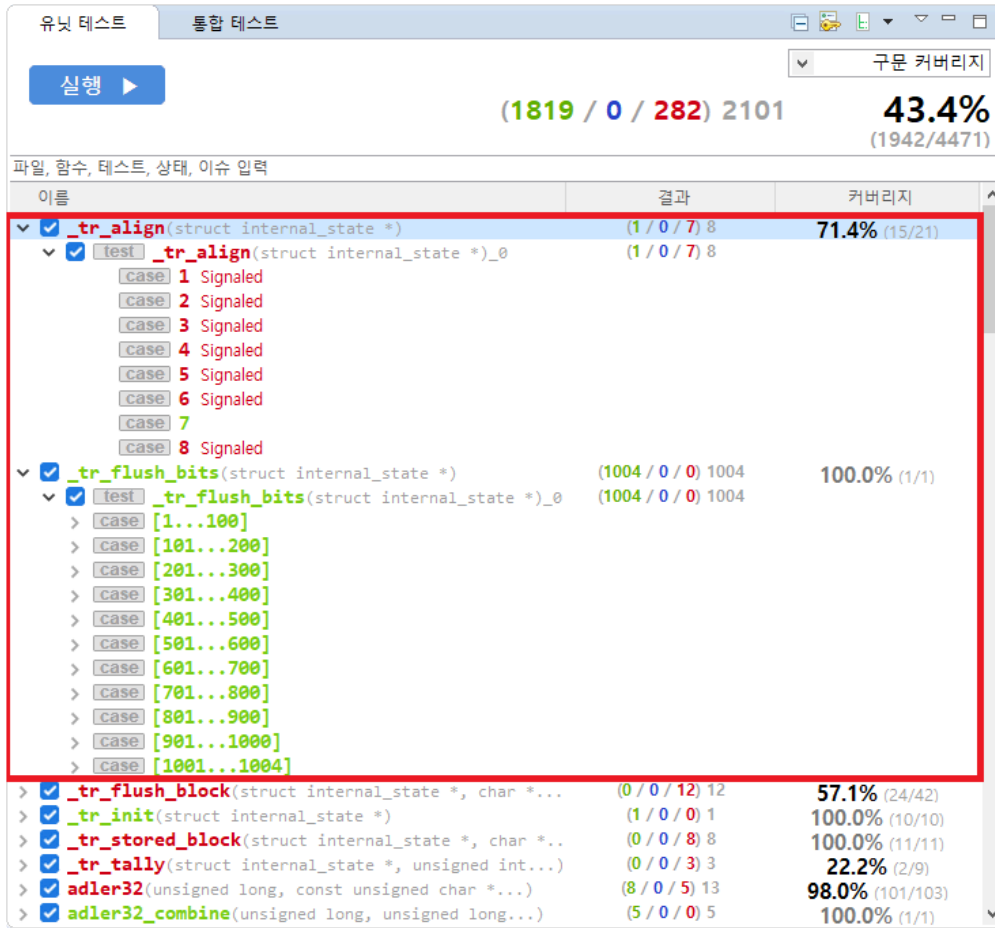 유닛 테스트 통합 테스트
구문 커버리지
실행
(1819 / 0 / 282) 2101 43.4%
(1942/4471)
파일, 함수, 테스트, 상태, 이슈 입력
이름 결과 커버리지
_tr_align(struct internal_state *) (1 / 0 / 7) 8 71.4% (15/21)
test _tr_align(struct internal_state *)_0 (1 / 0 / 7) 8
case 1 Signaled
case 2 Signaled
case 3 Signaled
case 4 Signaled
case 5 Signaled
case 6 Signaled
case 7
case 8 Signaled
_tr_flush_bits(struct internal_state *) (1004 / 0 / 0) 1004 100.0% (1/1)
test _tr_flush_bits(struct internal_state *)_0 (1004 / 0 / 0) 1004
case [1...100]
case [101...200]
case [201...300]
case [301...400]
case [401...500]
case [501...600]
case [601...700]
case [701...800]
case [801...900]
case [901...1000]
case [1001...1004]
_tr_flush_block(struct internal_state *, char *... (0 / 0 / 12) 12 57.1% (24/42)
_tr_init(struct internal_state *) (1 / 0 / 0) 1 100.0% (10/10)
_tr_stored_block(struct internal_state *, char *.. (0 / 0 / 8) 8 100.0% (11/11)
_tr_tally(struct internal_state *, unsigned int...) (0 / 0 / 3) 3 22.2% (2/9)
adler32(unsigned long, const unsigned char *...) (8 / 0 / 5) 13 98.0% (101/103)
adler32_combine(unsigned long, unsigned long...) (5 / 0 / 0) 5 100.0% (1/1)